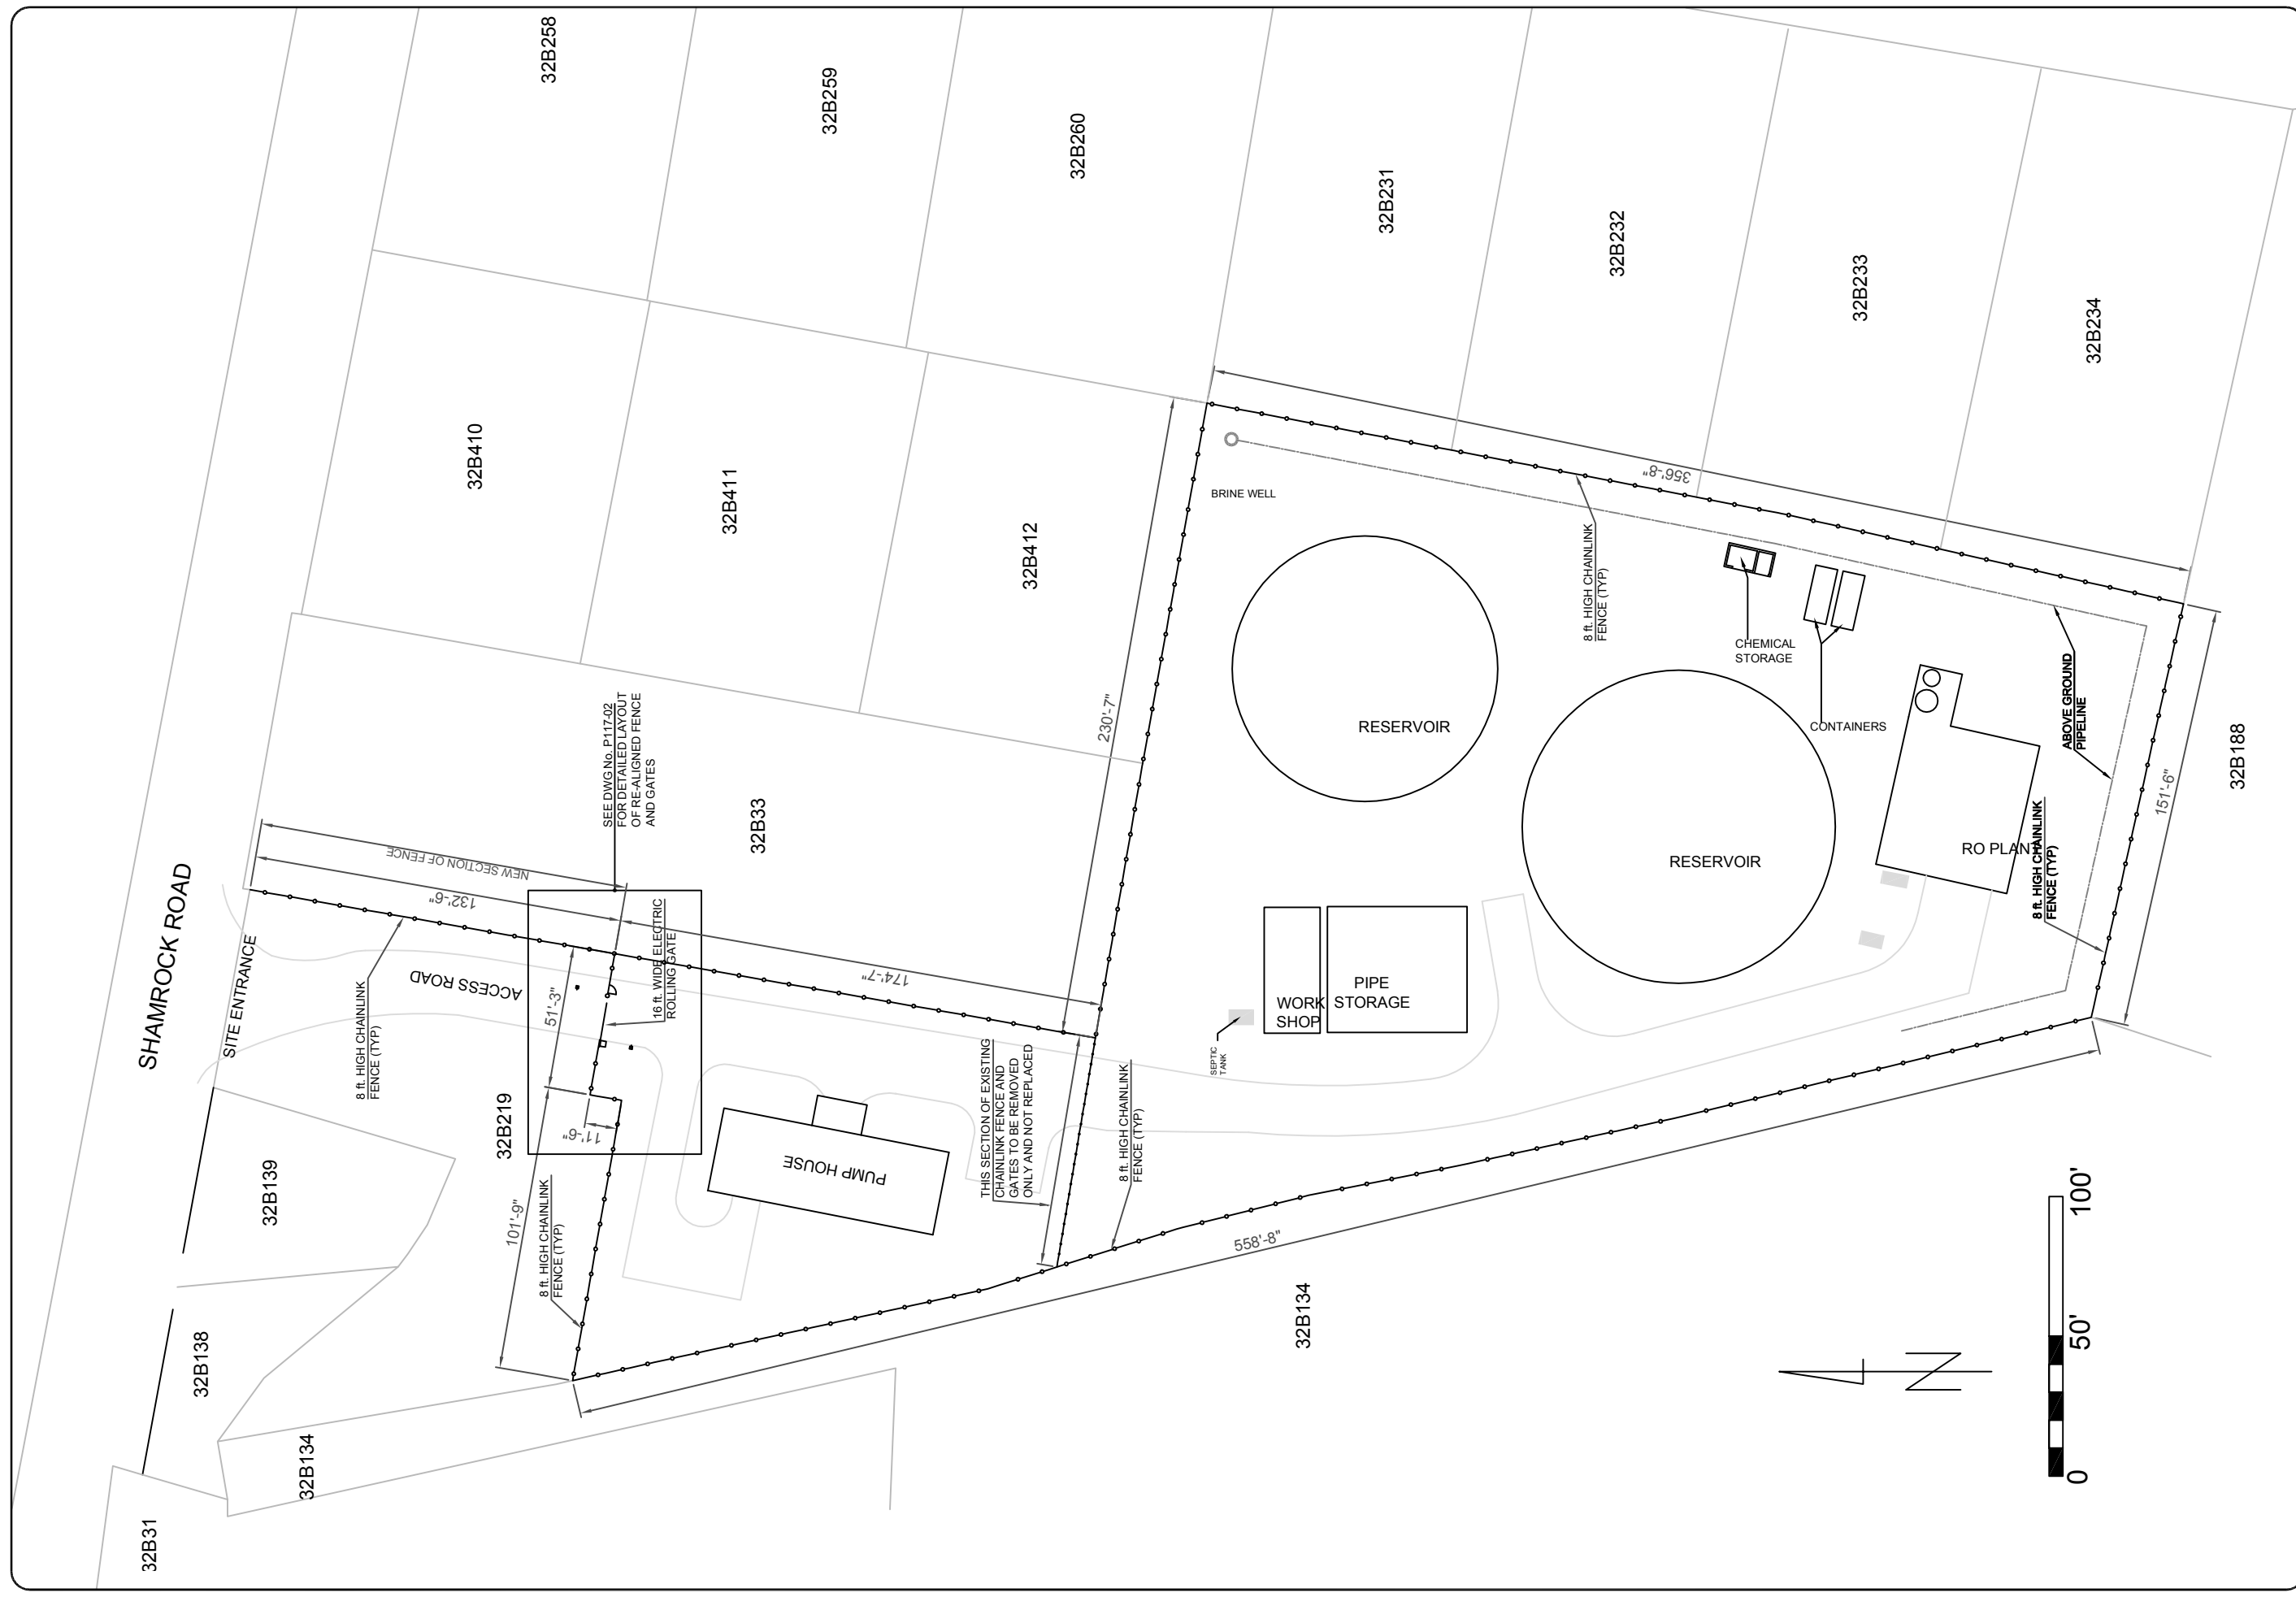 32B258
32B259
32B260
32B231
32B232
32B233
32B234
32B410
32B411
32B412
356'-8"
BRINE WELL
8 ft. HIGH CHAINLINK
FENCE (TYP)
230'-7"
RESERVOIR
CHEMICAL
STORAGE
CONTAINERS
ABOVE GROUND
PIPELINE
32B188
151'-6"
SEE DWG No. P117-02
FOR DETAILED LAYOUT
OF RE-ALIGNED FENCE
AND GATES
32B33
SHAMROCK ROAD
SITE ENTRANCE
NEW SECTION OF FENCE
132'-6"
ACCESS ROAD
8 ft. HIGH CHAINLINK
FENCE (TYP)
51'-3"
16 ft. WIDE ELECTRIC
ROLLING GATE
174'-7"
RESERVOIR
RO PLANT
8 ft. HIGH CHAINLINK
FENCE (TYP)
WORK
SHOP
PIPE
STORAGE
SEPTIC
TANK
THIS SECTION OF EXISTING
CHAINLINK FENCE AND
GATES TO BE REMOVED
ONLY AND NOT REPLACED
8 ft. HIGH CHAINLINK
FENCE (TYP)
32B219
11'-6"
PUMP HOUSE
32B139
101'-9"
8 ft. HIGH CHAINLINK
FENCE (TYP)
558'-8"
32B134
32B138
32B134
32B31
N
0
50'
100'